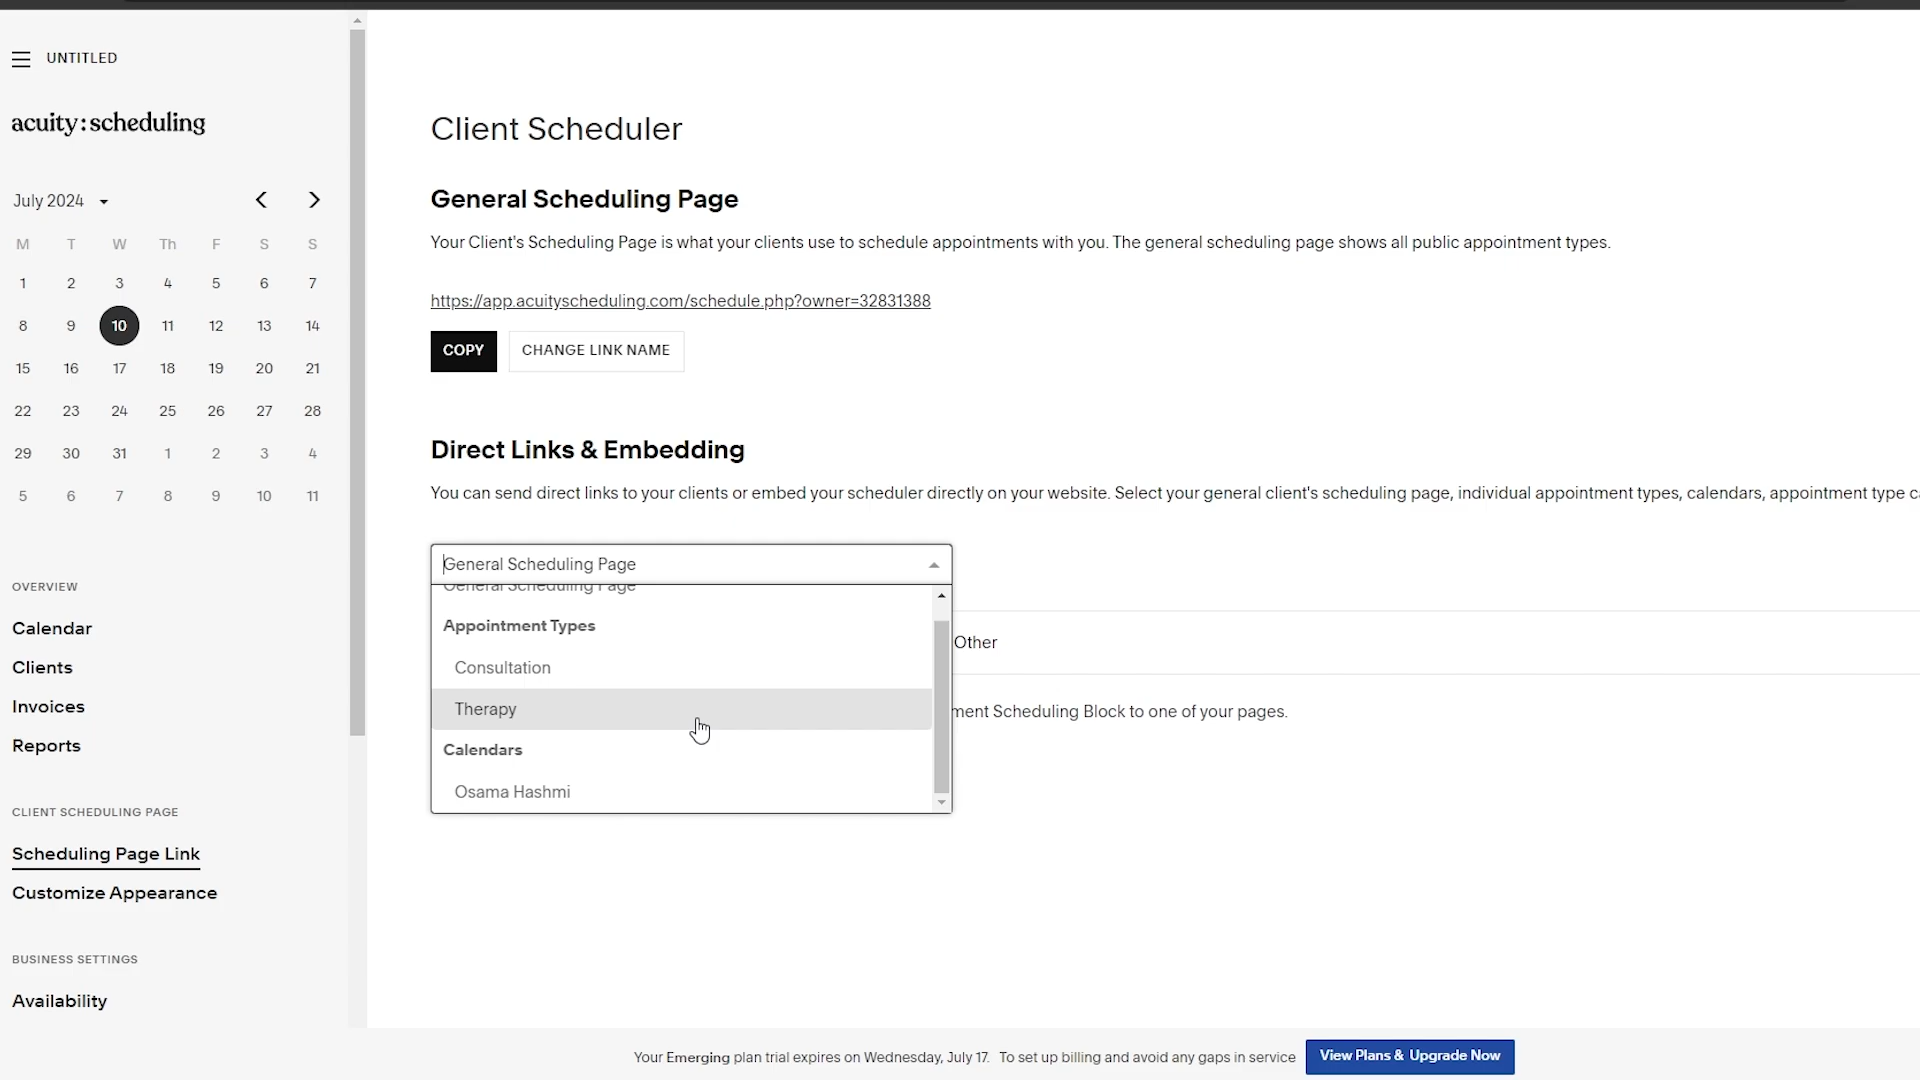 UNTITLED
acuity:scheduling
July 2024
M T W Th F S S
1 2 3 4 5 6 7
8 9 10 11 12 13 14
15 16 17 18 19 20 21
22 23 24 25 26 27 28
29 30 31 1 2 3 4
5 6 7 8 9 10 11
OVERVIEW
Calendar
Clients
Invoices
Reports
CLIENT SCHEDULING PAGE
Scheduling Page Link
Customize Appearance
BUSINESS SETTINGS
Availability
Client Scheduler
General Scheduling Page
Your Client's Scheduling Page is what your clients use to schedule appointments with you. The general scheduling page shows all public appointment types.
https://app.acuityscheduling.com/schedule.php?owner=32831388
COPY CHANGE LINK NAME
Direct Links & Embedding
You can send direct links to your clients or embed your scheduler directly on your website. Select your general client's scheduling page, individual appointment types, calendars, appointment type c
General Scheduling Page
General Scheduling Page
Appointment Types
Consultation
Therapy
Calendars
Osama Hashmi
Other
ment Scheduling Block to one of your pages.
Your Emerging plan trial expires on Wednesday, July 17. To set up billing and avoid any gaps in service View Plans & Upgrade Now